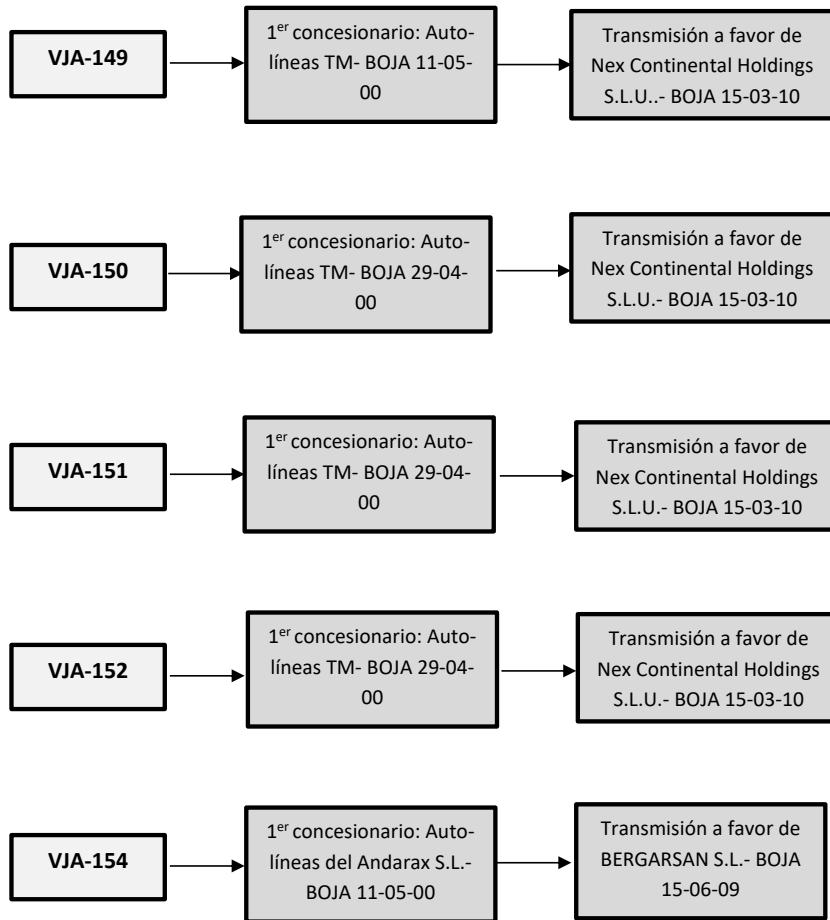 VJA-149
1er concesionario: Auto-
líneas TM- BOJA 11-05-
00
Transmisión a favor de
Nex Continental Holdings
S.L.U..- BOJA 15-03-10
VJA-150
1er concesionario: Auto-
líneas TM- BOJA 29-04-
00
Transmisión a favor de
Nex Continental Holdings
S.L.U.- BOJA 15-03-10
VJA-151
1er concesionario: Auto-
líneas TM- BOJA 29-04-
00
Transmisión a favor de
Nex Continental Holdings
S.L.U.- BOJA 15-03-10
VJA-152
1er concesionario: Auto-
líneas TM- BOJA 29-04-
00
Transmisión a favor de
Nex Continental Holdings
S.L.U.- BOJA 15-03-10
VJA-154
1er concesionario: Auto-
líneas del Andarax S.L.-
BOJA 11-05-00
Transmisión a favor de
BERGARSAN S.L.- BOJA
15-06-09